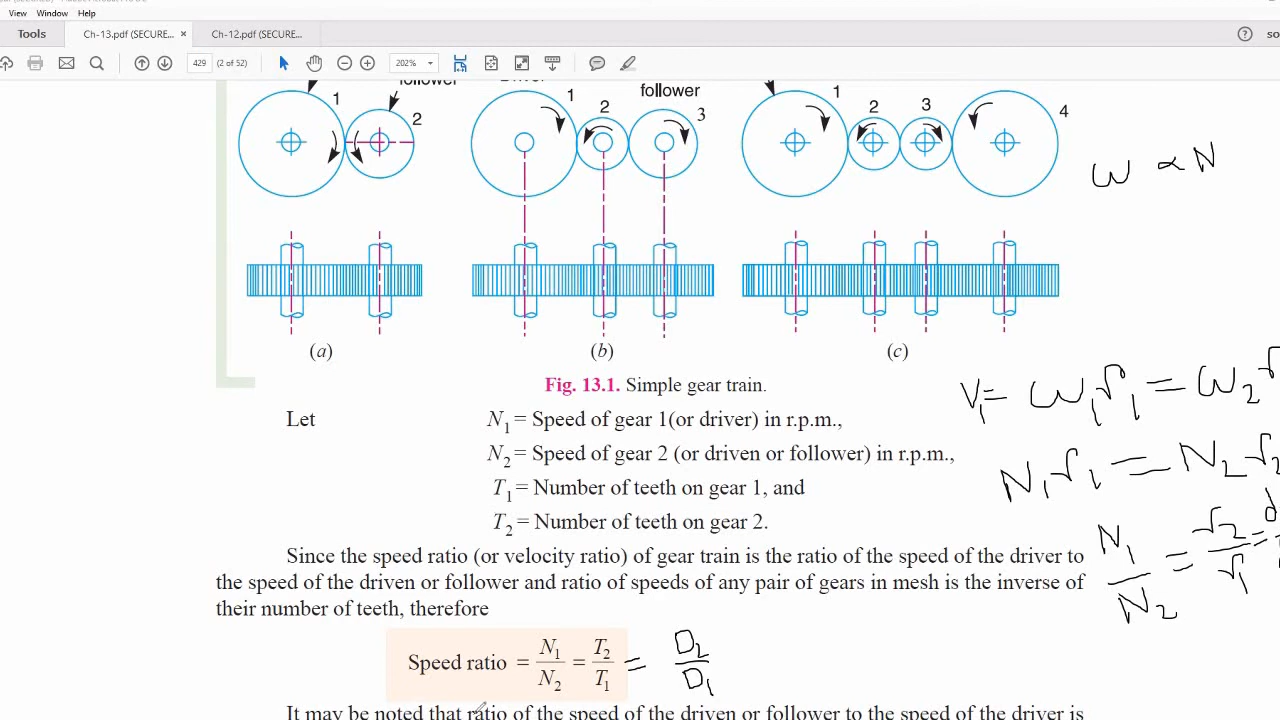 View Window Help
Tools Ch-13.pdf (SECURE... × Ch-12.pdf (SECURE...
429 (2 of 52) 202%
follower follower
1 2 1 2 3 1 2 3 4
ω ∝ N
(a) (b) (c)
Fig. 13.1. Simple gear train.
V1= ω1r1 = ω2r
Let N1 = Speed of gear 1(or driver) in r.p.m.,
N2 = Speed of gear 2 (or driven or follower) in r.p.m.,
N1r1 = N2r2
T1 = Number of teeth on gear 1, and
T2 = Number of teeth on gear 2.
N1/N2 = r2/r1 = d
Since the speed ratio (or velocity ratio) of gear train is the ratio of the speed of the driver to
the speed of the driven or follower and ratio of speeds of any pair of gears in mesh is the inverse of
their number of teeth, therefore
Speed ratio = N1/N2 = T2/T1 = D2/D1
It may be noted that ratio of the speed of the driven or follower to the speed of the driver is